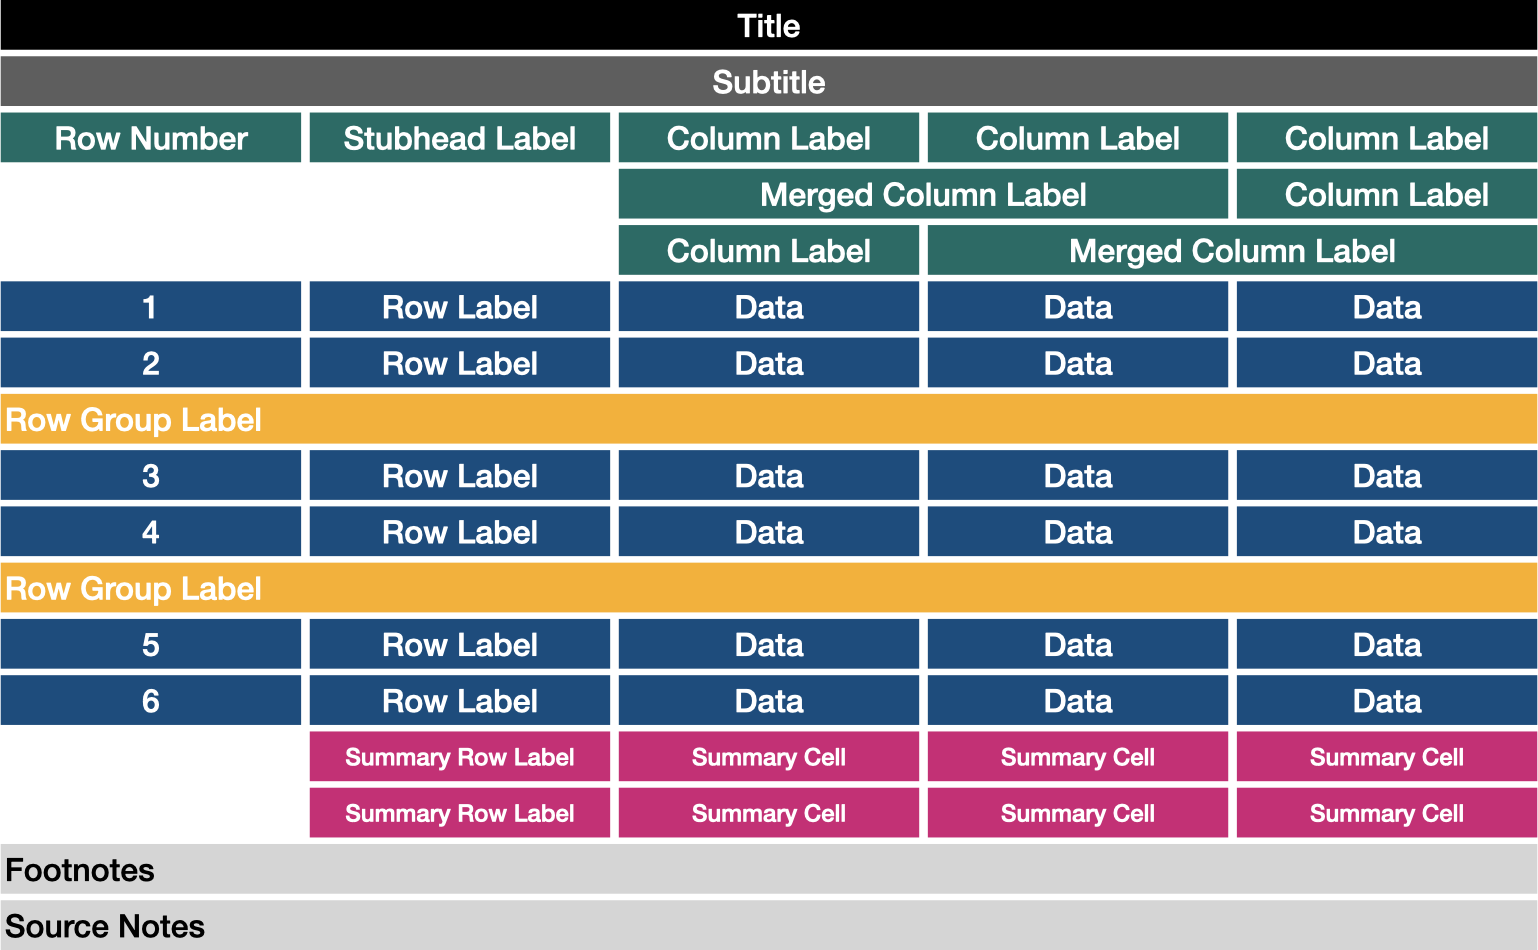 Title
Subtitle
Row Number Stubhead Label Column Label Column Label Column Label
Merged Column Label Column Label
Column Label Merged Column Label
1 Row Label Data Data Data
2 Row Label Data Data Data
Row Group Label
3 Row Label Data Data Data
4 Row Label Data Data Data
Row Group Label
5 Row Label Data Data Data
6 Row Label Data Data Data
Summary Row Label Summary Cell Summary Cell Summary Cell
Summary Row Label Summary Cell Summary Cell Summary Cell
Footnotes
Source Notes